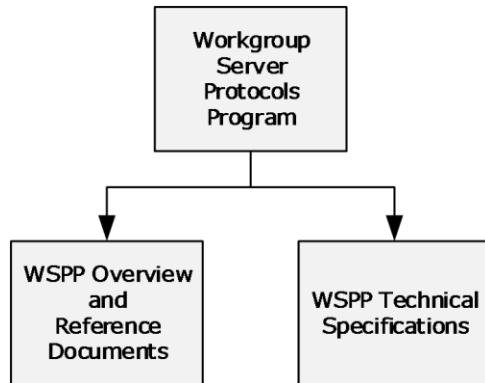 Workgroup
Server
Protocols
Program
WSPP Overview
and
Reference
Documents
WSPP Technical
Specifications